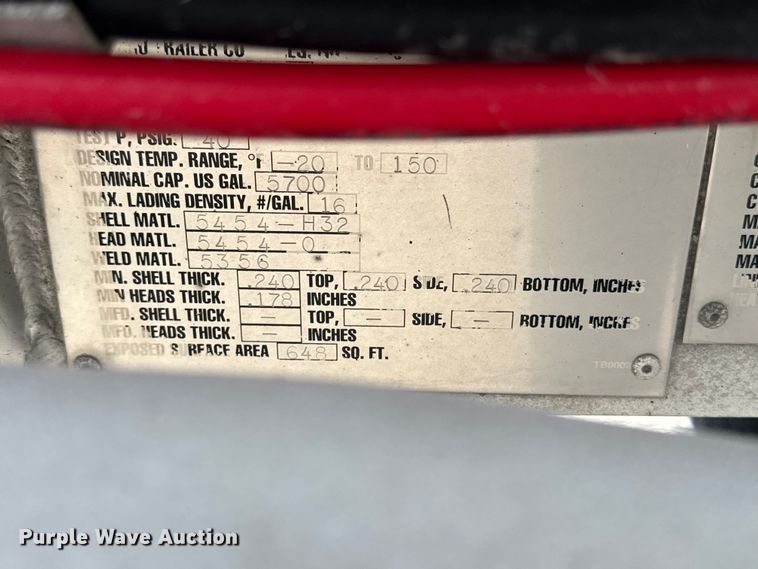 RAILER CO
TEST P, PSIG. 40
DESIGN TEMP. RANGE, °F -20 TO 150
NOMINAL CAP. US GAL. 5700
MAX. LADING DENSITY, #/GAL. 16
SHELL MATL. 5454-H32
HEAD MATL. 5454-0
WELD MATL. 5356
MIN. SHELL THICK. .240 TOP, .240 SIDE, .240 BOTTOM, INCHES
MIN HEADS THICK. .178 INCHES
MFD. SHELL THICK. - TOP, - SIDE, - BOTTOM, INCHES
MFD. HEADS THICK. - INCHES
EXPOSED SURFACE AREA 648 SQ. FT.
MA
MA
MA
Purple Wave Auction